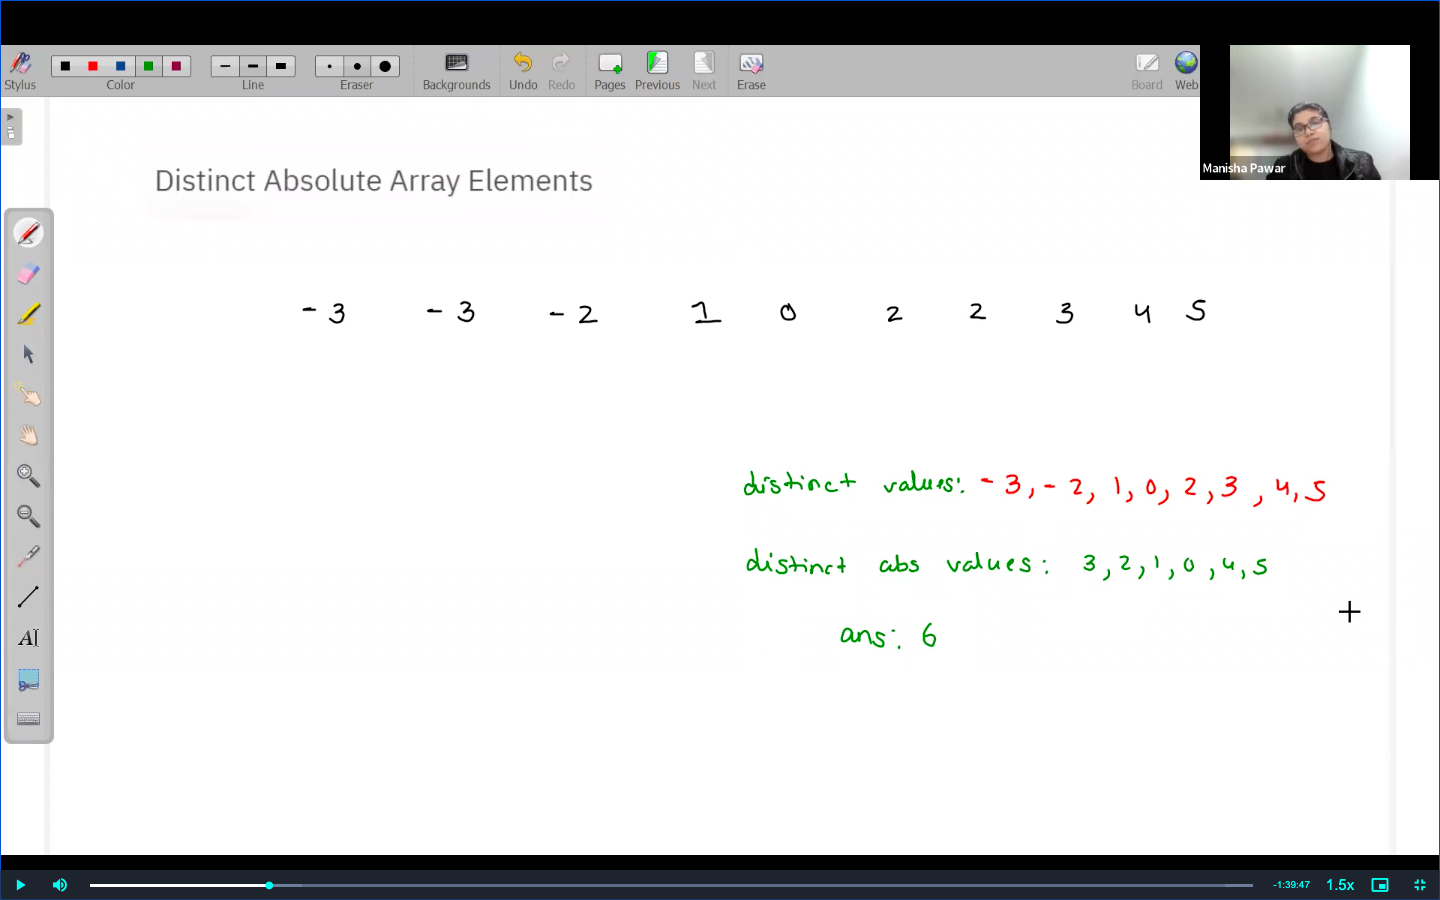 Stylus Color Line Eraser Backgrounds Undo Redo Pages Previous Next Erase Board Web
Manisha Pawar
Distinct Absolute Array Elements
-3 -3 -2 1 0 2 2 3 4 5
distinct values: -3, -2, 1, 0, 2, 3, 4, 5
distinct abs values: 3, 2, 1, 0, 4, 5
ans: 6
-1:39:47 1.5x